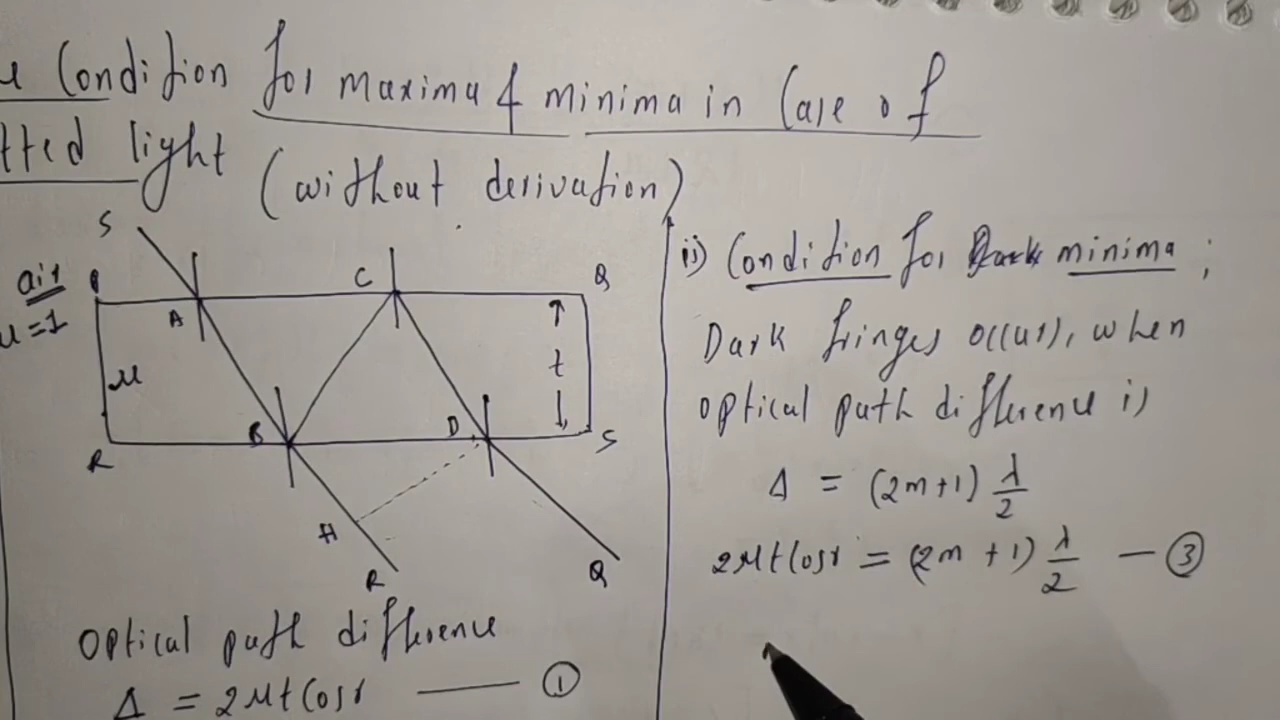 Condition for maxima & minima in Case of
tted light (without derivation)
S
air
μ=1
A
C
Q
μ
t
R
B
D
S
H
R
Q
Optical path difference
Δ = 2μt Cosr —— ①
ii) Condition for Dark minima ;
Dark fringes occurs, when
optical path difference is
Δ = (2m+1) λ/2
2μt Cosr = (2m+1) λ/2 — ③